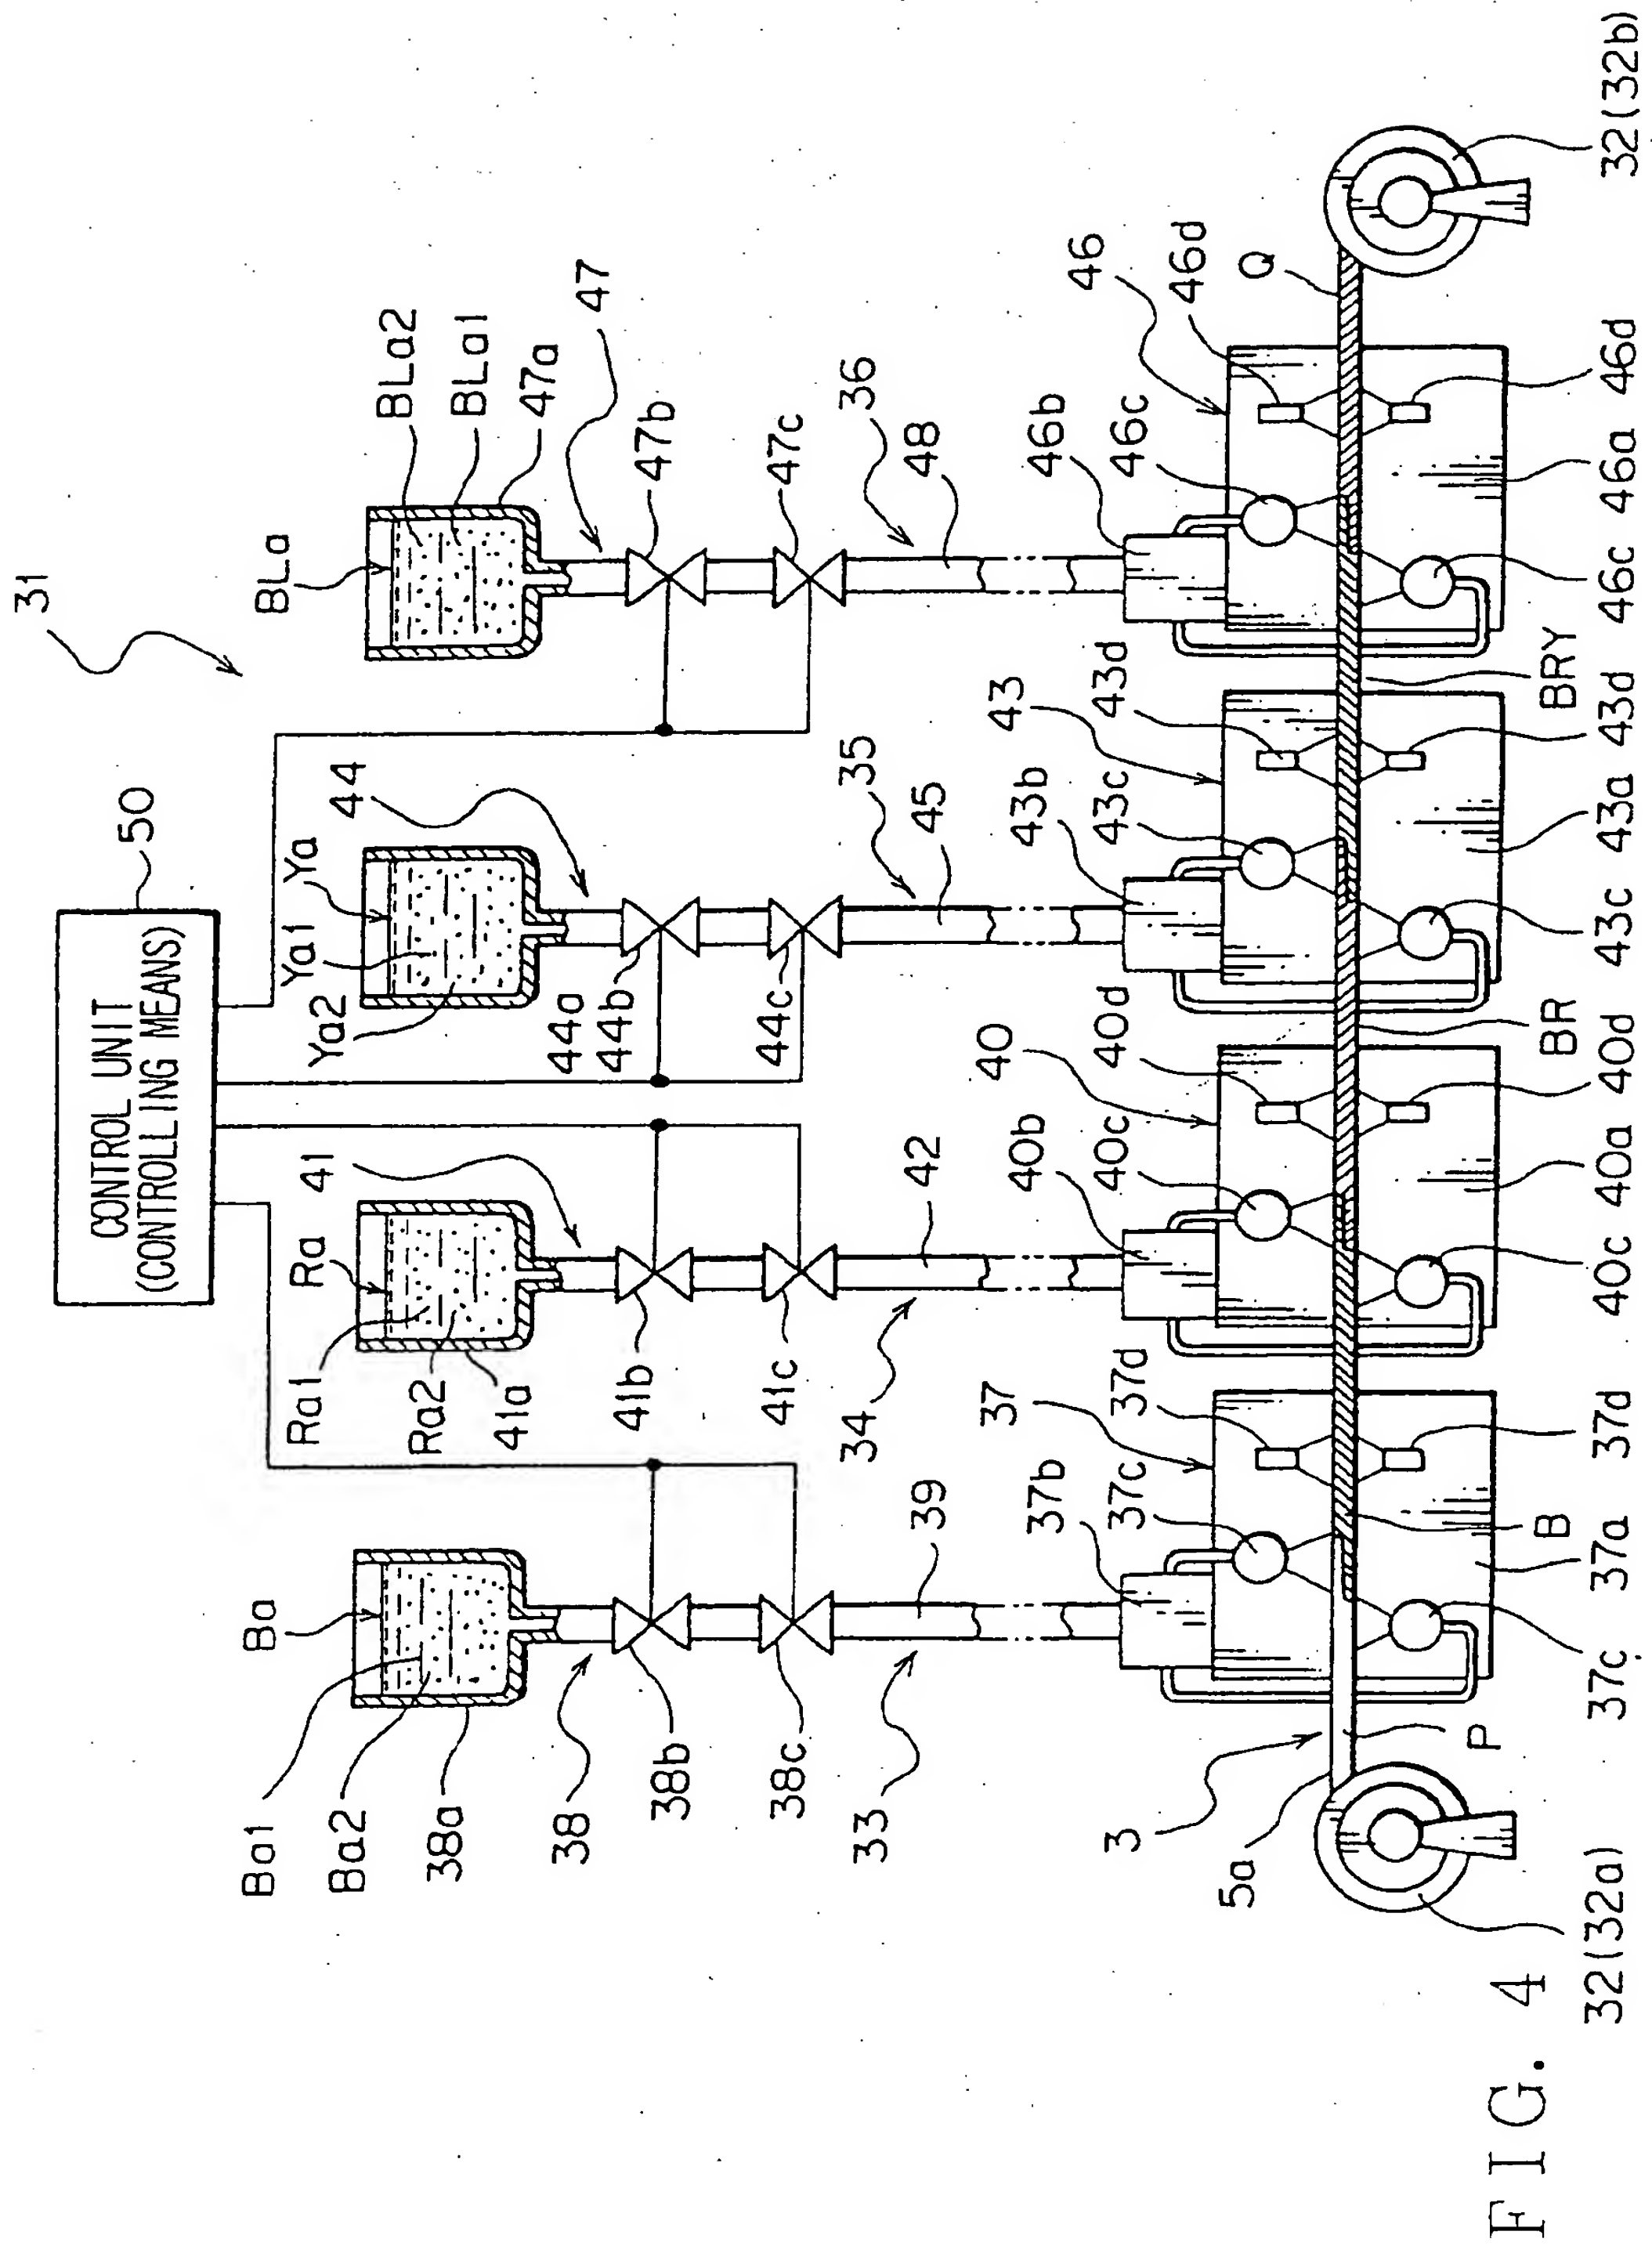 31
CONTROL UNIT
(CONTROLLING MEANS)
50
Ba
Ba1
Ba2
38a
38
38b
38c
33
39
37b
37c
37
37d
Ra
Ra1
Ra2
41a
41
41b
41c
34
42
40b
40c
40
40d
Ya
Ya1
Ya2
44
44a
44b
44c
35
45
43b
43c
43
43d
BLa
BLa2
BLa1
47a
47
47b
47c
36
48
46b
46c
46
46d
Q
3
5a
P
B
BR
BRY
32(32a)
37c
37a
37d
40c
40a
40d
43c
43a
43d
46c
46a
46d
32(32b)
FIG. 4